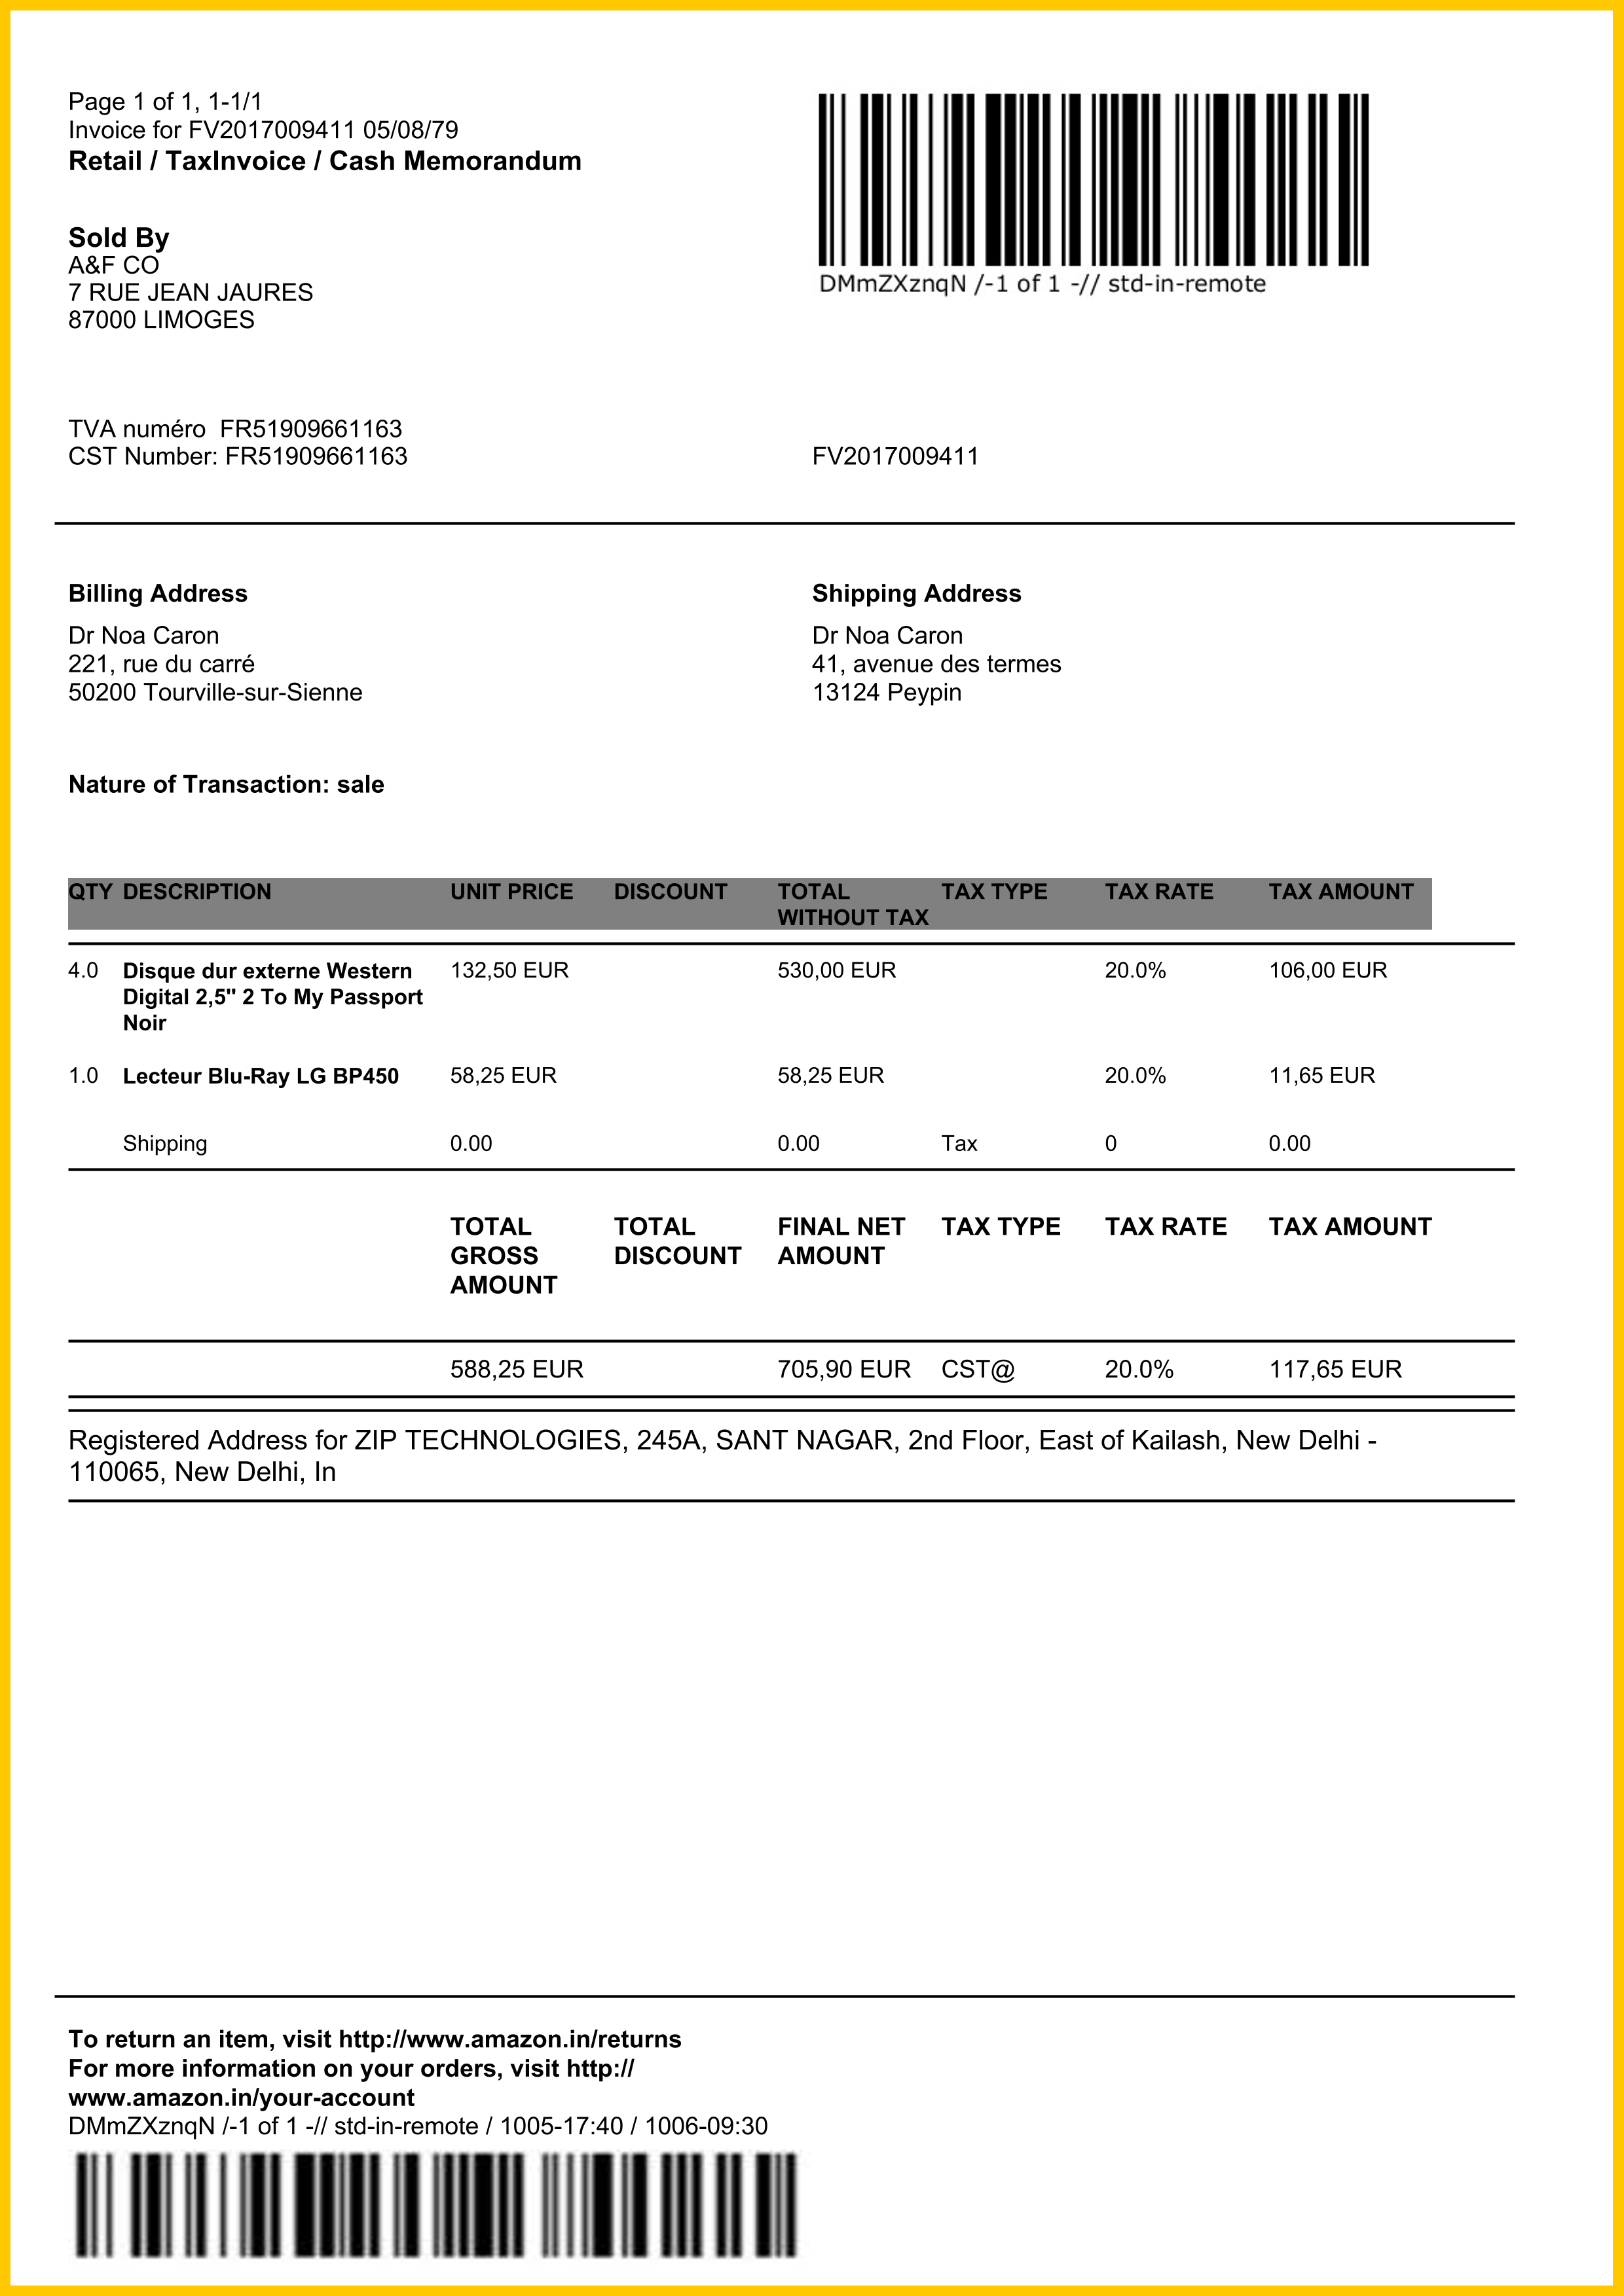 Page 1 of 1, 1-1/1
Invoice for FV2017009411 05/08/79
Retail / TaxInvoice / Cash Memorandum
DMmZXznqN /-1 of 1 -// std-in-remote
Sold By
A&F CO
7 RUE JEAN JAURES
87000 LIMOGES
TVA numéro  FR51909661163
CST Number: FR51909661163
FV2017009411
Billing Address
Dr Noa Caron
221, rue du carré
50200 Tourville-sur-Sienne
Shipping Address
Dr Noa Caron
41, avenue des termes
13124 Peypin
Nature of Transaction: sale
QTY DESCRIPTION UNIT PRICE DISCOUNT TOTAL TAX TYPE TAX RATE TAX AMOUNT
WITHOUT TAX
4.0 Disque dur externe Western 132,50 EUR 530,00 EUR 20.0% 106,00 EUR
Digital 2,5" 2 To My Passport
Noir
1.0 Lecteur Blu-Ray LG BP450 58,25 EUR 58,25 EUR 20.0% 11,65 EUR
Shipping 0.00 0.00 Tax 0 0.00
TOTAL TOTAL FINAL NET TAX TYPE TAX RATE TAX AMOUNT
GROSS DISCOUNT AMOUNT
AMOUNT
588,25 EUR 705,90 EUR CST@ 20.0% 117,65 EUR
Registered Address for ZIP TECHNOLOGIES, 245A, SANT NAGAR, 2nd Floor, East of Kailash, New Delhi -
110065, New Delhi, In
To return an item, visit http://www.amazon.in/returns
For more information on your orders, visit http://
www.amazon.in/your-account
DMmZXznqN /-1 of 1 -// std-in-remote / 1005-17:40 / 1006-09:30